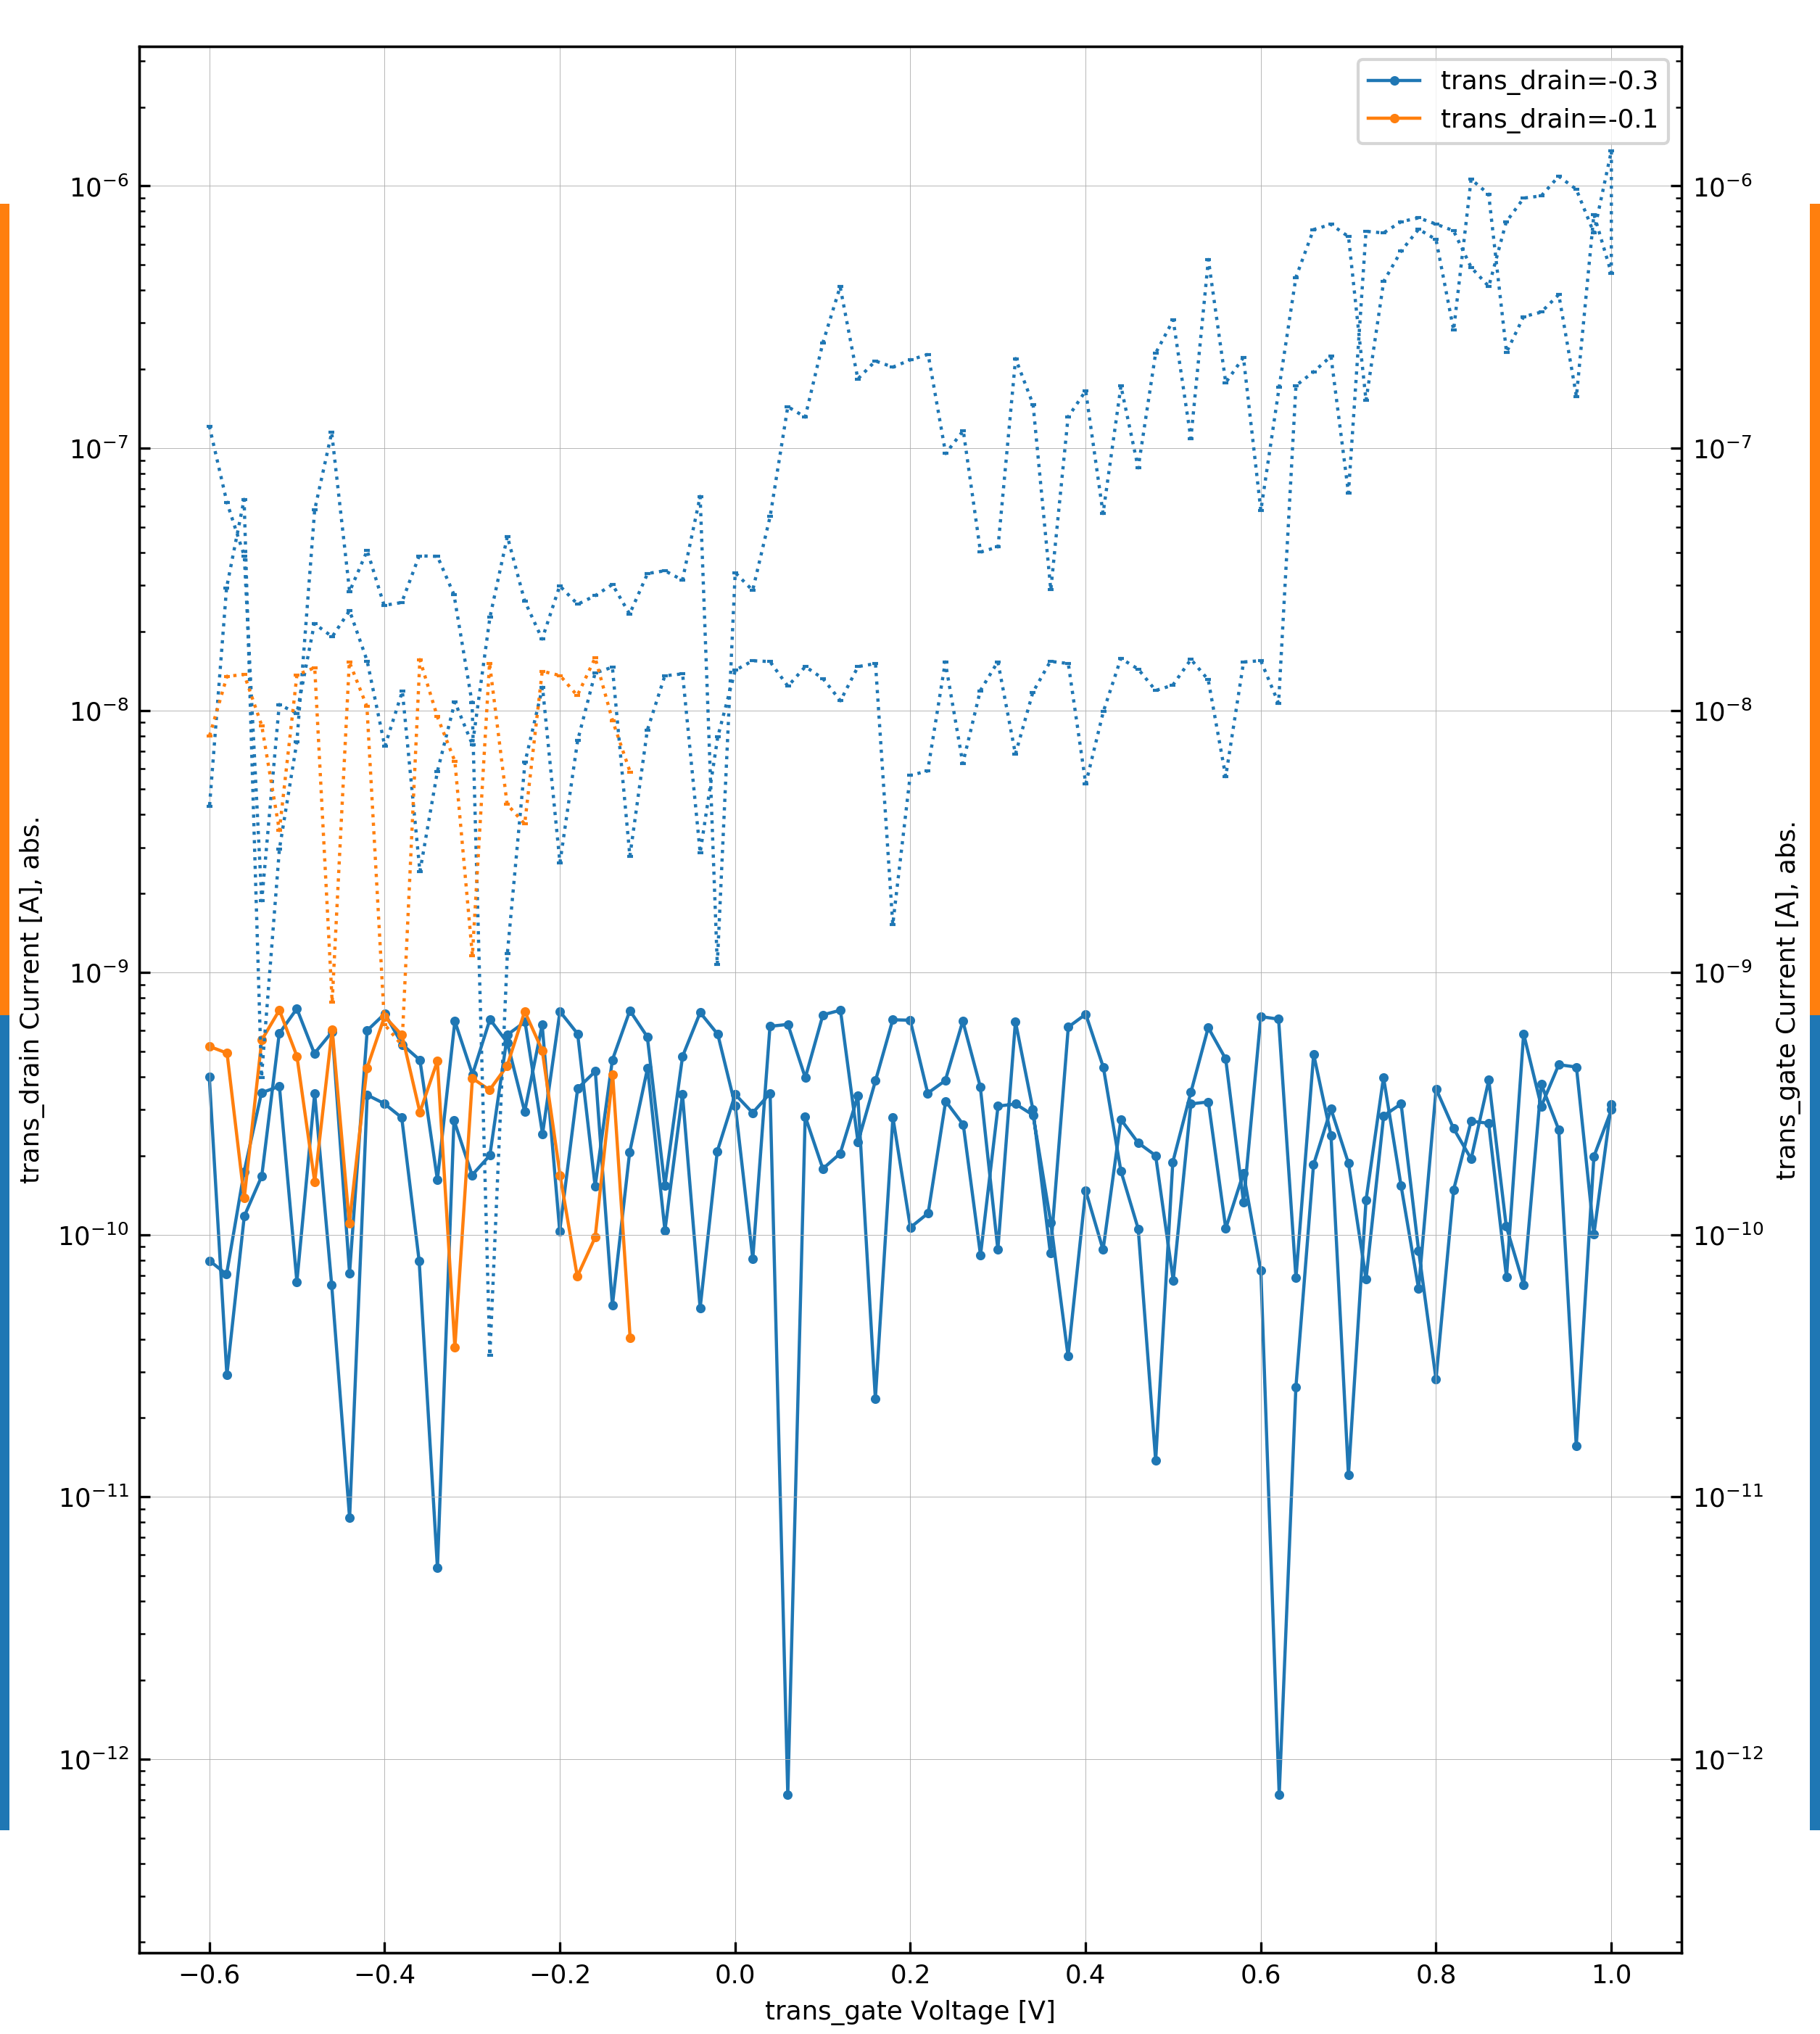 trans_drain=-0.3
trans_drain=-0.1
10⁻⁶
10⁻⁷
10⁻⁸
10⁻⁹
10⁻¹⁰
10⁻¹¹
10⁻¹²
trans_drain Current [A], abs.
10⁻⁶
10⁻⁷
10⁻⁸
10⁻⁹
10⁻¹⁰
10⁻¹¹
10⁻¹²
trans_gate Current [A], abs.
−0.6 −0.4 −0.2 0.0 0.2 0.4 0.6 0.8 1.0
trans_gate Voltage [V]